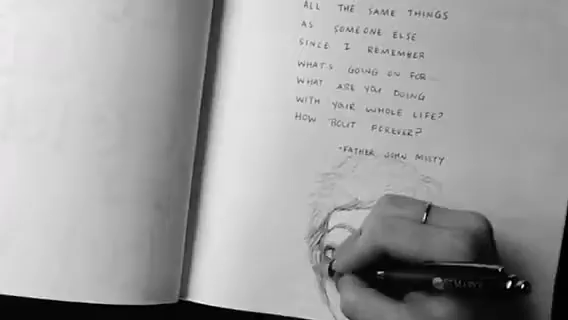 ALL THE SAME THINGS
AS SOMEONE ELSE
SINCE I REMEMBER
WHAT'S GOING ON FOR
WHAT ARE YOU DOING
WITH YOUR WHOLE LIFE?
HOW 'BOUT FOREVER?
-FATHER JOHN MISTY